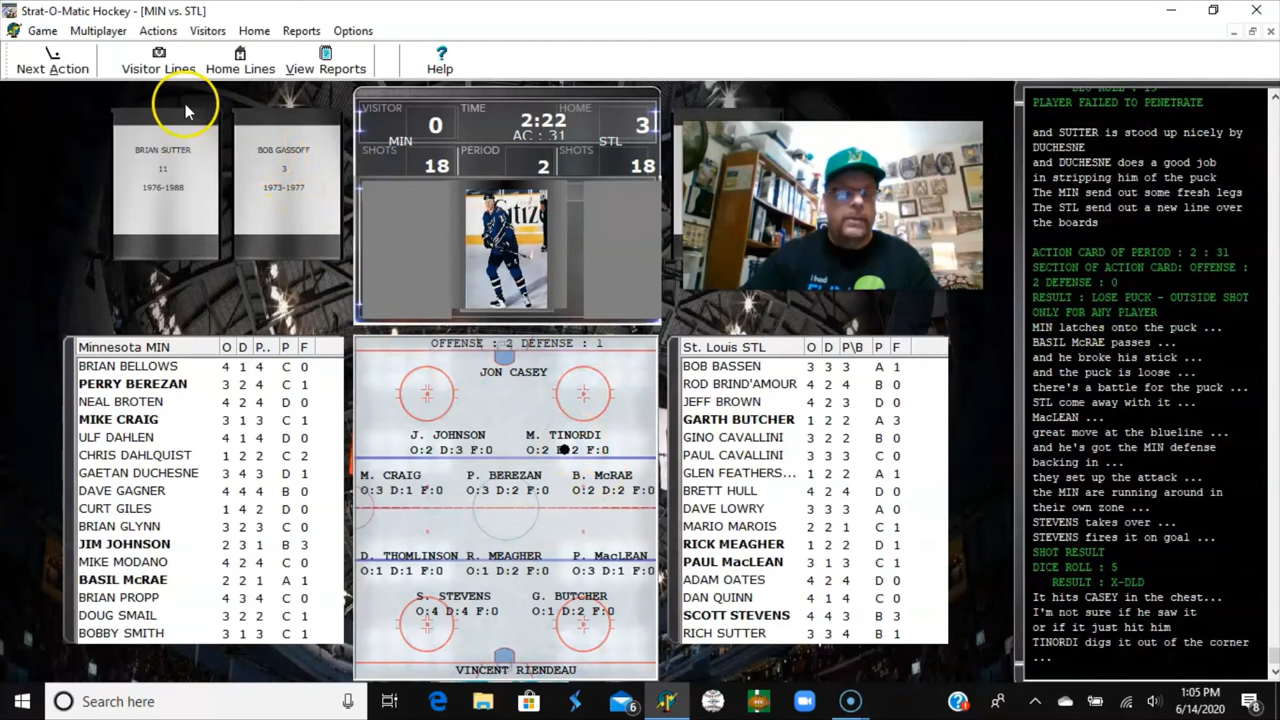 Strat-O-Matic Hockey - [MIN vs. STL]
Game Multiplayer Actions Visitors Home Reports Options
Next Action Visitor Lines Home Lines View Reports Help
BRIAN SUTTER
11
1976-1988
BOB GASSOFF
3
1973-1977
VISITOR TIME HOME
0 2:22 3
MIN AC : 31 STL
SHOTS 18 PERIOD 2 SHOTS 18
Minnesota MIN O D P.. P F
BRIAN BELLOWS 4 1 4 C 0
PERRY BEREZAN 3 2 4 C 1
NEAL BROTEN 4 2 4 D 0
MIKE CRAIG 3 1 3 C 1
ULF DAHLEN 4 1 4 D 0
CHRIS DAHLQUIST 1 2 2 C 2
GAETAN DUCHESNE 3 4 3 D 1
DAVE GAGNER 4 4 4 B 0
CURT GILES 1 4 2 D 0
BRIAN GLYNN 3 2 3 C 0
JIM JOHNSON 2 3 1 B 3
MIKE MODANO 4 2 4 C 0
BASIL McRAE 2 2 1 A 1
BRIAN PROPP 4 3 4 C 0
DOUG SMAIL 3 3 4 C 1
BOBBY SMITH 3 1 3 C 1
OFFENSE : 2 DEFENSE : 1
JON CASEY
J. JOHNSON M. TINORDI
O:2 D:3 F:0 O:2 2 F:0
M. CRAIG P. BEREZAN B. McRAE
O:3 D:1 F:0 O:3 D:2 F:0 O:2 D:2 F:0
D. THOMLINSON R. MEAGHER P. MacLEAN
O:1 D:1 F:0 O:1 D:2 F:0 O:3 D:1 F:0
S. STEVENS G. BUTCHER
O:4 D:4 F:0 O:1 D:2 F:0
VINCENT RIENDEAU
St. Louis STL O D P\B P F
BOB BASSEN 3 3 3 A 1
ROD BRIND'AMOUR 4 2 3 B 0
JEFF BROWN 4 2 3 D 0
GARTH BUTCHER 1 2 2 A 3
GINO CAVALLINI 3 2 2 B 0
PAUL CAVALLINI 3 3 2 C 0
GLEN FEATHERS... 1 2 2 A 1
BRETT HULL 4 2 4 D 0
DAVE LOWRY 3 3 3 A 0
MARIO MAROIS 2 2 1 C 1
RICK MEAGHER 1 2 2 D 1
PAUL MacLEAN 3 1 3 C 1
ADAM OATES 4 2 4 D 0
DAN QUINN 4 1 4 C 0
SCOTT STEVENS 4 4 3 B 3
RICH SUTTER 3 3 4 B 1
PLAYER FAILED TO PENETRATE
and SUTTER is stood up nicely by
DUCHESNE
and DUCHESNE does a good job
in stripping him of the puck
The MIN send out some fresh legs
The STL send out a new line over
the boards
ACTION CARD OF PERIOD : 2 : 31
SECTION OF ACTION CARD: OFFENSE :
2 DEFENSE : 0
RESULT : LOSE PUCK - OUTSIDE SHOT
ONLY FOR ANY PLAYER
MIN latches onto the puck ...
BASIL McRAE passes ...
and he broke his stick ...
and the puck is loose ...
there's a battle for the puck ...
STL come away with it ...
MacLEAN ...
great move at the blueline ...
and he's got the MIN defense
backing in ...
they set up the attack ...
the MIN are running around in
their own zone ...
STEVENS takes over ...
STEVENS fires it on goal ...
SHOT RESULT
DICE ROLL : 5
RESULT : X-DLD
It hits CASEY in the chest...
I'm not sure if he saw it
or if it just hit him
TINORDI digs it out of the corner
...
Search here
6
1:05 PM
6/14/2020
8